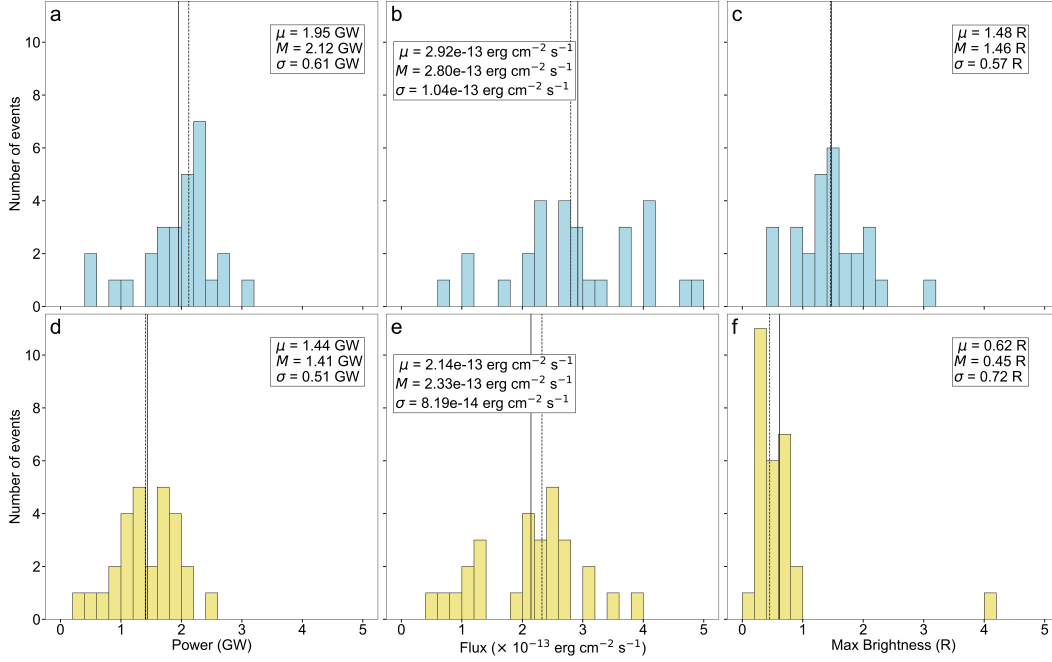 a
μ = 1.95 GW
M = 2.12 GW
σ = 0.61 GW
b
μ = 2.92e-13 erg cm⁻² s⁻¹
M = 2.80e-13 erg cm⁻² s⁻¹
σ = 1.04e-13 erg cm⁻² s⁻¹
c
μ = 1.48 R
M = 1.46 R
σ = 0.57 R
Number of events
10
8
6
4
2
0
d
μ = 1.44 GW
M = 1.41 GW
σ = 0.51 GW
e
μ = 2.14e-13 erg cm⁻² s⁻¹
M = 2.33e-13 erg cm⁻² s⁻¹
σ = 8.19e-14 erg cm⁻² s⁻¹
f
μ = 0.62 R
M = 0.45 R
σ = 0.72 R
Number of events
10
8
6
4
2
0
0 1 2 3 4 5
Power (GW)
0 1 2 3 4 5
Flux (× 10⁻¹³ erg cm⁻² s⁻¹)
0 1 2 3 4 5
Max Brightness (R)